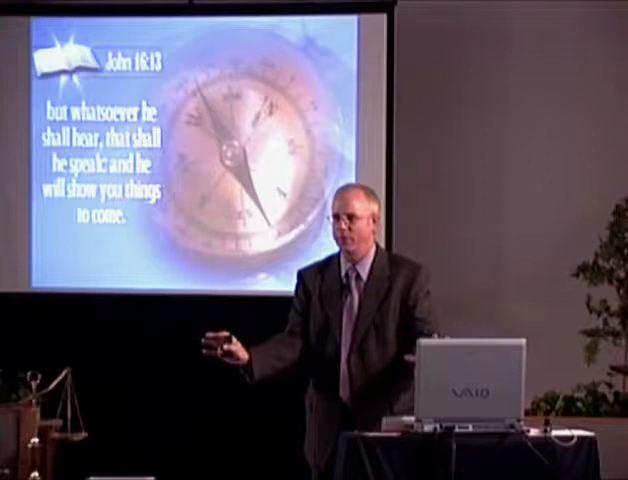 John 16:13
but whatsoever he
shall hear, that shall
he speak: and he
will show you things
to come.
VAIO